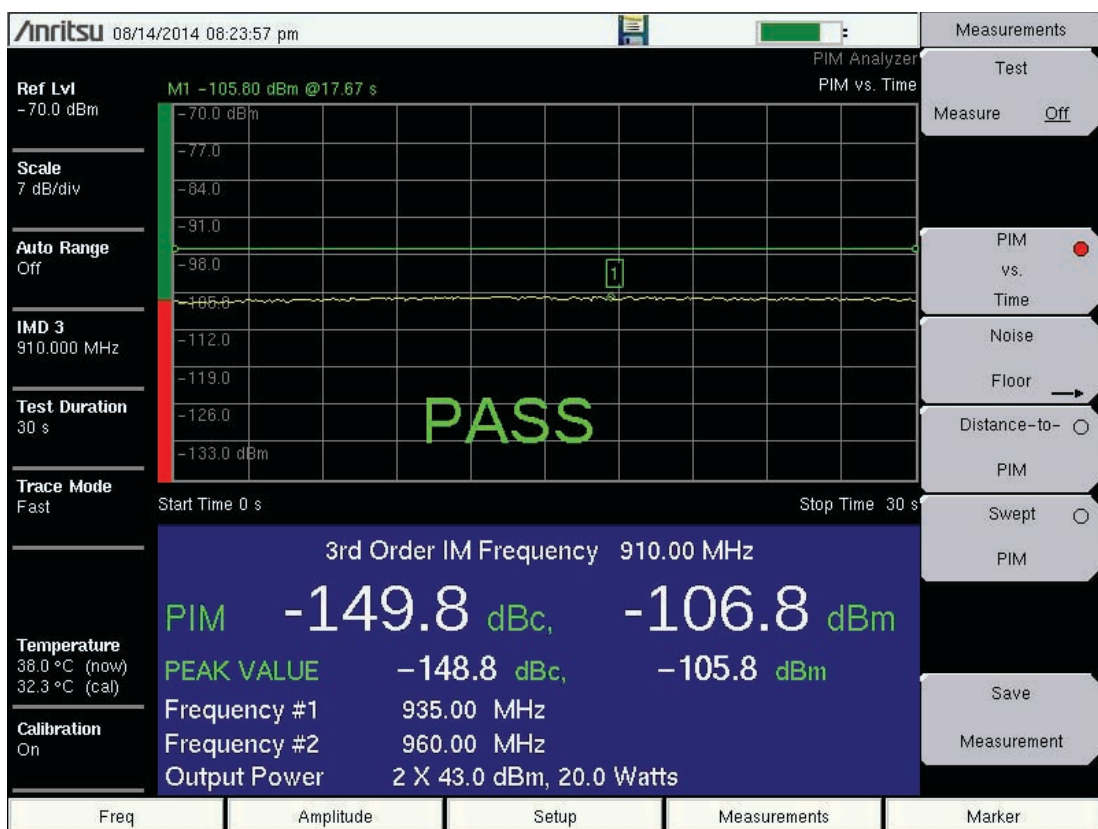 Anritsu 08/14/2014 08:23:57 pm
Measurements
PIM Analyzer
PIM vs. Time
M1 -105.80 dBm @17.67 s
Ref Lvl
-70.0 dBm
Scale
7 dB/div
Auto Range
Off
IMD 3
910.000 MHz
Test Duration
30 s
Trace Mode
Fast
Temperature
38.0 °C (now)
32.3 °C (cal)
Calibration
On
-70.0 dBm
-77.0
-84.0
-91.0
-98.0
1
-105.0
-112.0
-119.0
-126.0
-133.0 dBm
PASS
Start Time 0 s
Stop Time 30 s
3rd Order IM Frequency 910.00 MHz
PIM -149.8 dBc, -106.8 dBm
PEAK VALUE -148.8 dBc, -105.8 dBm
Frequency #1 935.00 MHz
Frequency #2 960.00 MHz
Output Power 2 X 43.0 dBm, 20.0 Watts
Test
Measure Off
PIM
vs.
Time
Noise
Floor
Distance-to-
PIM
Swept
PIM
Save
Measurement
Freq
Amplitude
Setup
Measurements
Marker